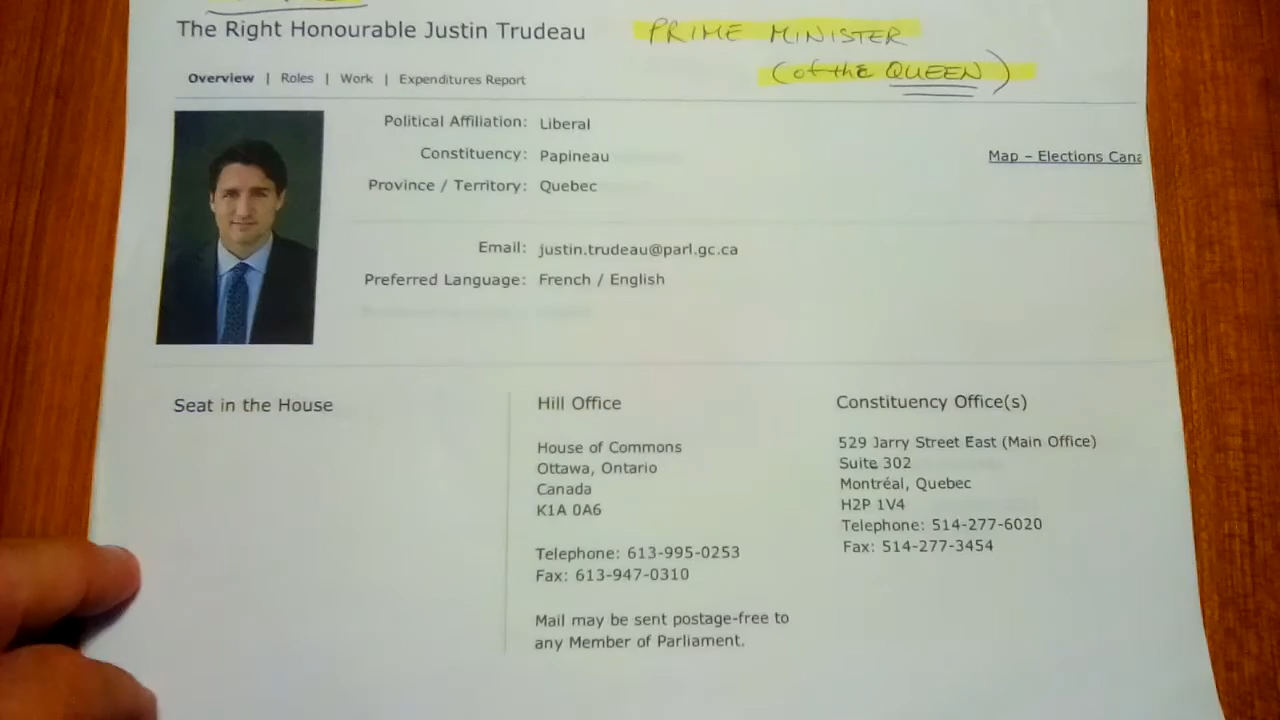 The Right Honourable Justin Trudeau PRIME MINISTER
(of the QUEEN)
Overview | Roles | Work | Expenditures Report
Political Affiliation: Liberal
Constituency: Papineau
Map – Elections Cana
Province / Territory: Quebec
Email: justin.trudeau@parl.gc.ca
Preferred Language: French / English
Seat in the House
Hill Office
House of Commons
Ottawa, Ontario
Canada
K1A 0A6
Telephone: 613-995-0253
Fax: 613-947-0310
Mail may be sent postage-free to
any Member of Parliament.
Constituency Office(s)
529 Jarry Street East (Main Office)
Suite 302
Montréal, Quebec
H2P 1V4
Telephone: 514-277-6020
Fax: 514-277-3454